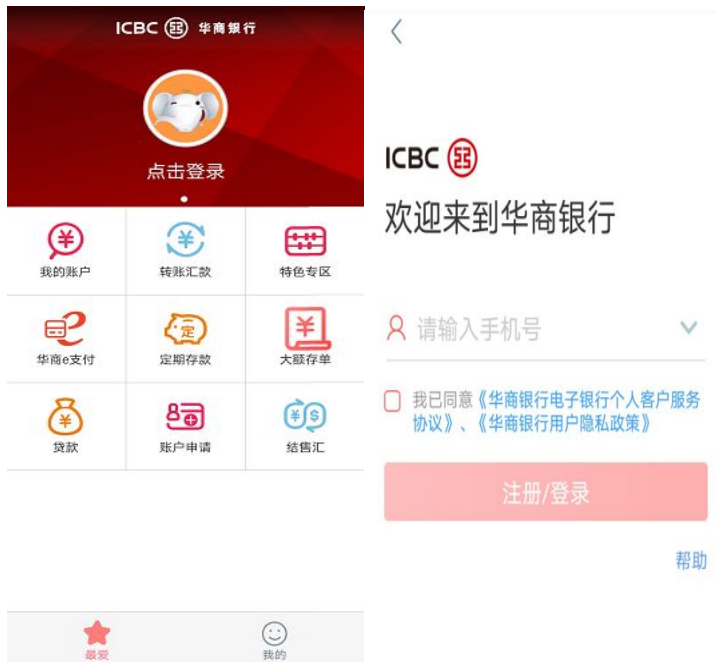 ICBC 华商银行
点击登录
我的账户 转账汇款 特色专区
华商e支付 定期存款 大额存单
定
贷款 账户申请 结售汇
最爱 我的
ICBC
欢迎来到华商银行
请输入手机号
我已同意《华商银行电子银行个人客户服务
协议》、《华商银行用户隐私政策》
注册/登录
帮助